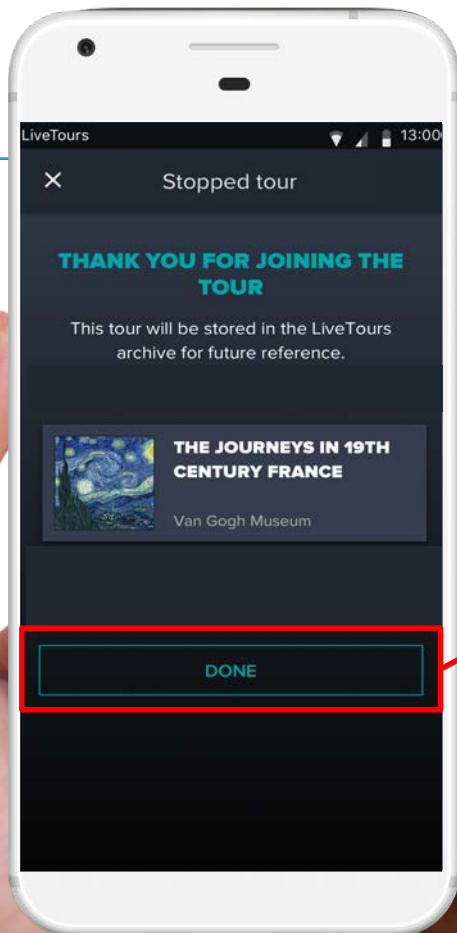 LiveTours 13:00
× Stopped tour
THANK YOU FOR JOINING THE
TOUR
This tour will be stored in the LiveTours
archive for future reference.
THE JOURNEYS IN 19TH
CENTURY FRANCE
Van Gogh Museum
DONE